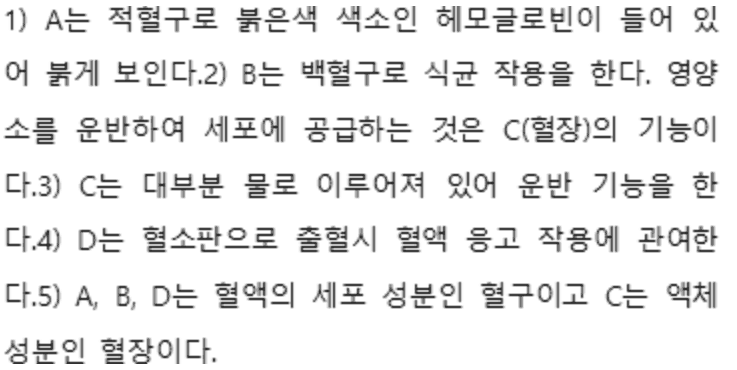 1) A는 적혈구로 붉은색 색소인 헤모글로빈이 들어 있
어 붉게 보인다.2) B는 백혈구로 식균 작용을 한다. 영양
소를 운반하여 세포에 공급하는 것은 C(혈장)의 기능이
다.3) C는 대부분 물로 이루어져 있어 운반 기능을 한
다.4) D는 혈소판으로 출혈시 혈액 응고 작용에 관여한
다.5) A, B, D는 혈액의 세포 성분인 혈구이고 C는 액체
성분인 혈장이다.